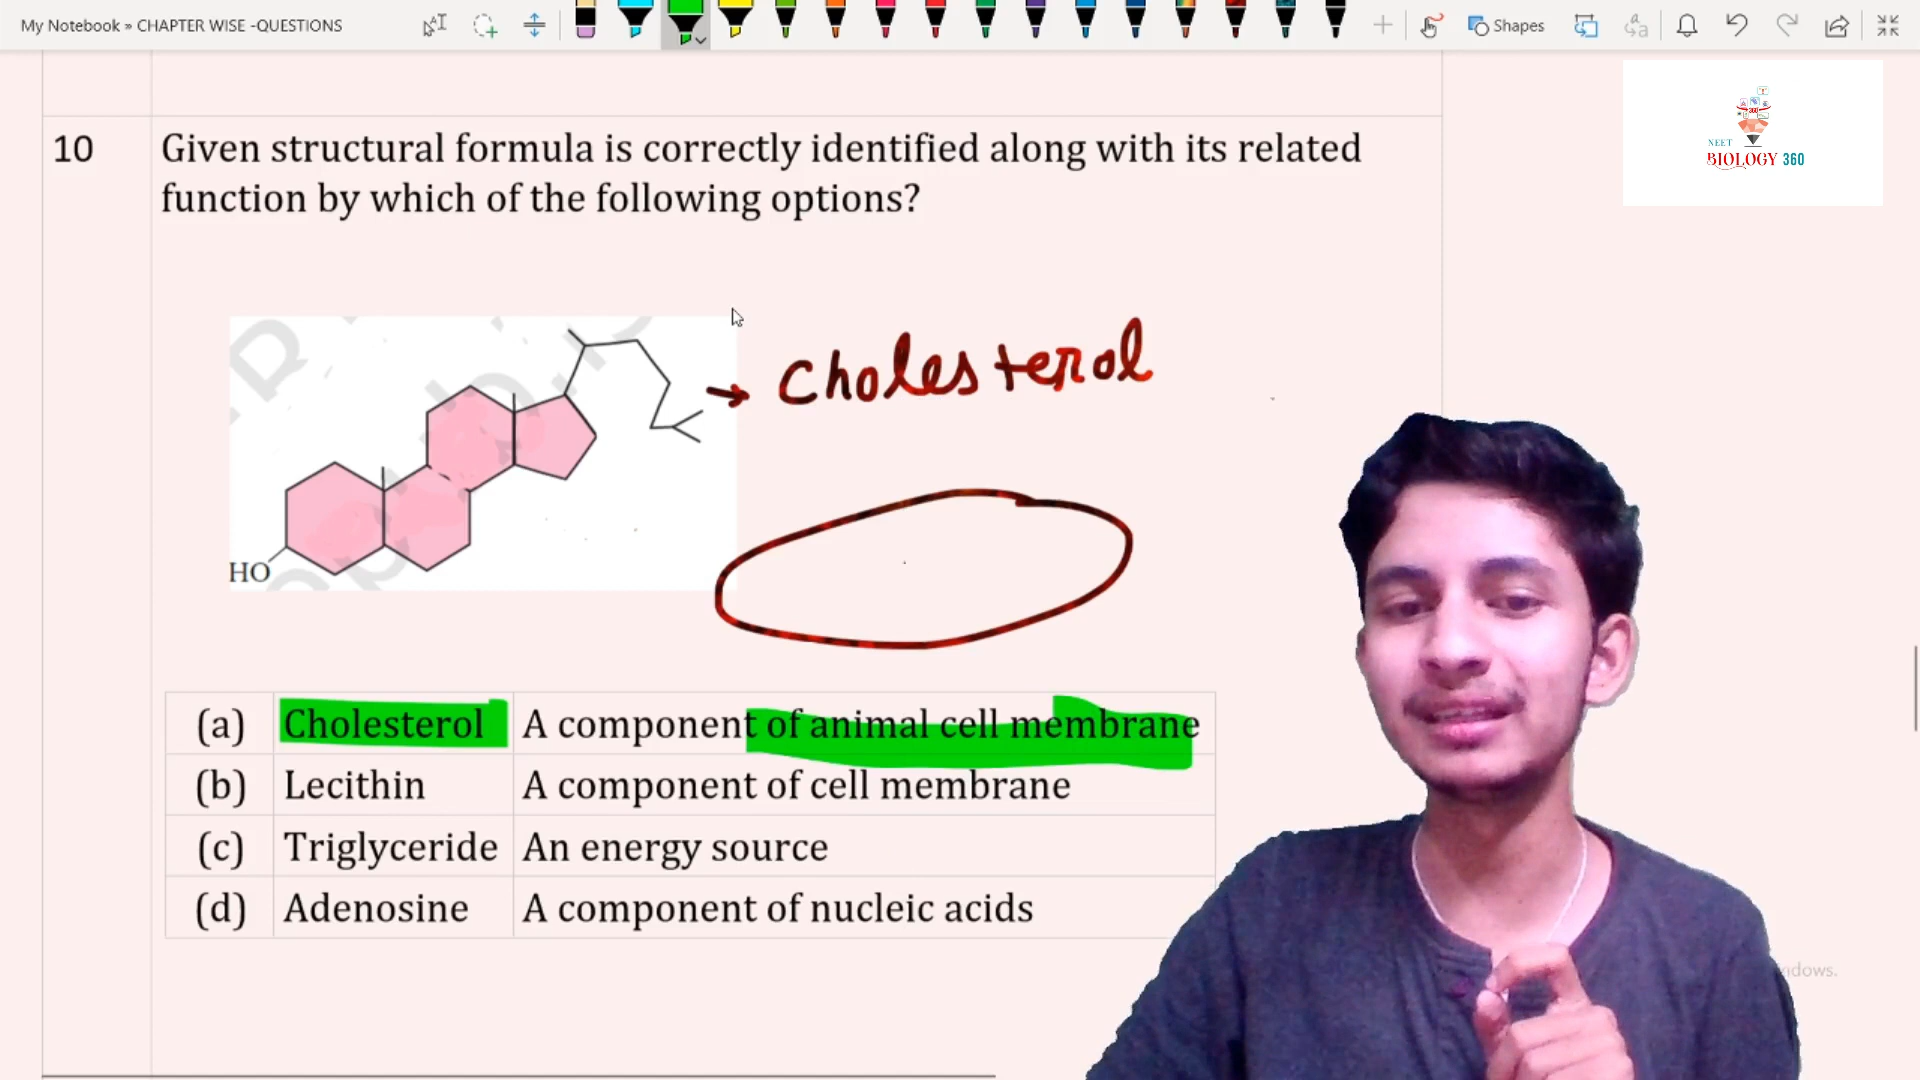 My Notebook » CHAPTER WISE -QUESTIONS
Shapes
NEET
BIOLOGY 360
10
Given structural formula is correctly identified along with its related
function by which of the following options?
Cholesterol
HO
(a) Cholesterol A component of animal cell membrane
(b) Lecithin A component of cell membrane
(c) Triglyceride An energy source
(d) Adenosine A component of nucleic acids